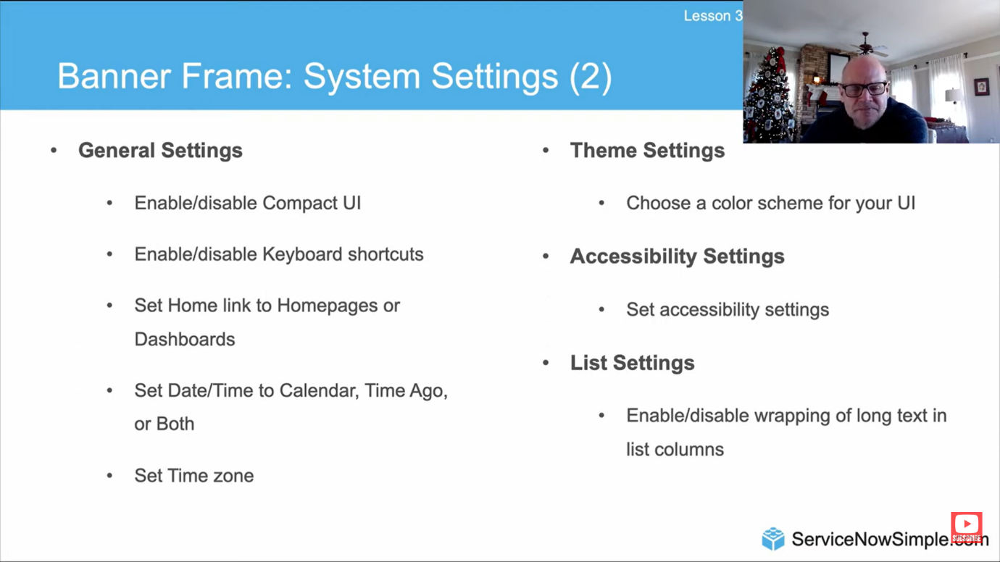 Lesson 3
Banner Frame: System Settings (2)
• General Settings
• Enable/disable Compact UI
• Enable/disable Keyboard shortcuts
• Set Home link to Homepages or
Dashboards
• Set Date/Time to Calendar, Time Ago,
or Both
• Set Time zone
• Theme Settings
• Choose a color scheme for your UI
• Accessibility Settings
• Set accessibility settings
• List Settings
• Enable/disable wrapping of long text in
list columns
SUBSCRIBE
ServiceNowSimple.com